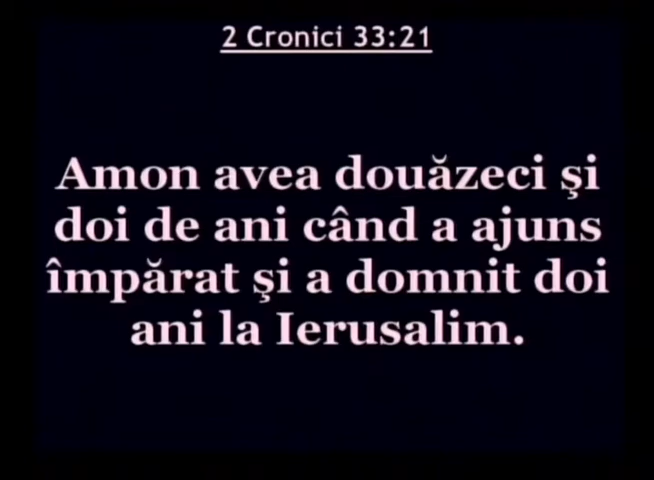 2 Cronici 33:21
Amon avea douăzeci şi
doi de ani când a ajuns
împărat şi a domnit doi
ani la Ierusalim.